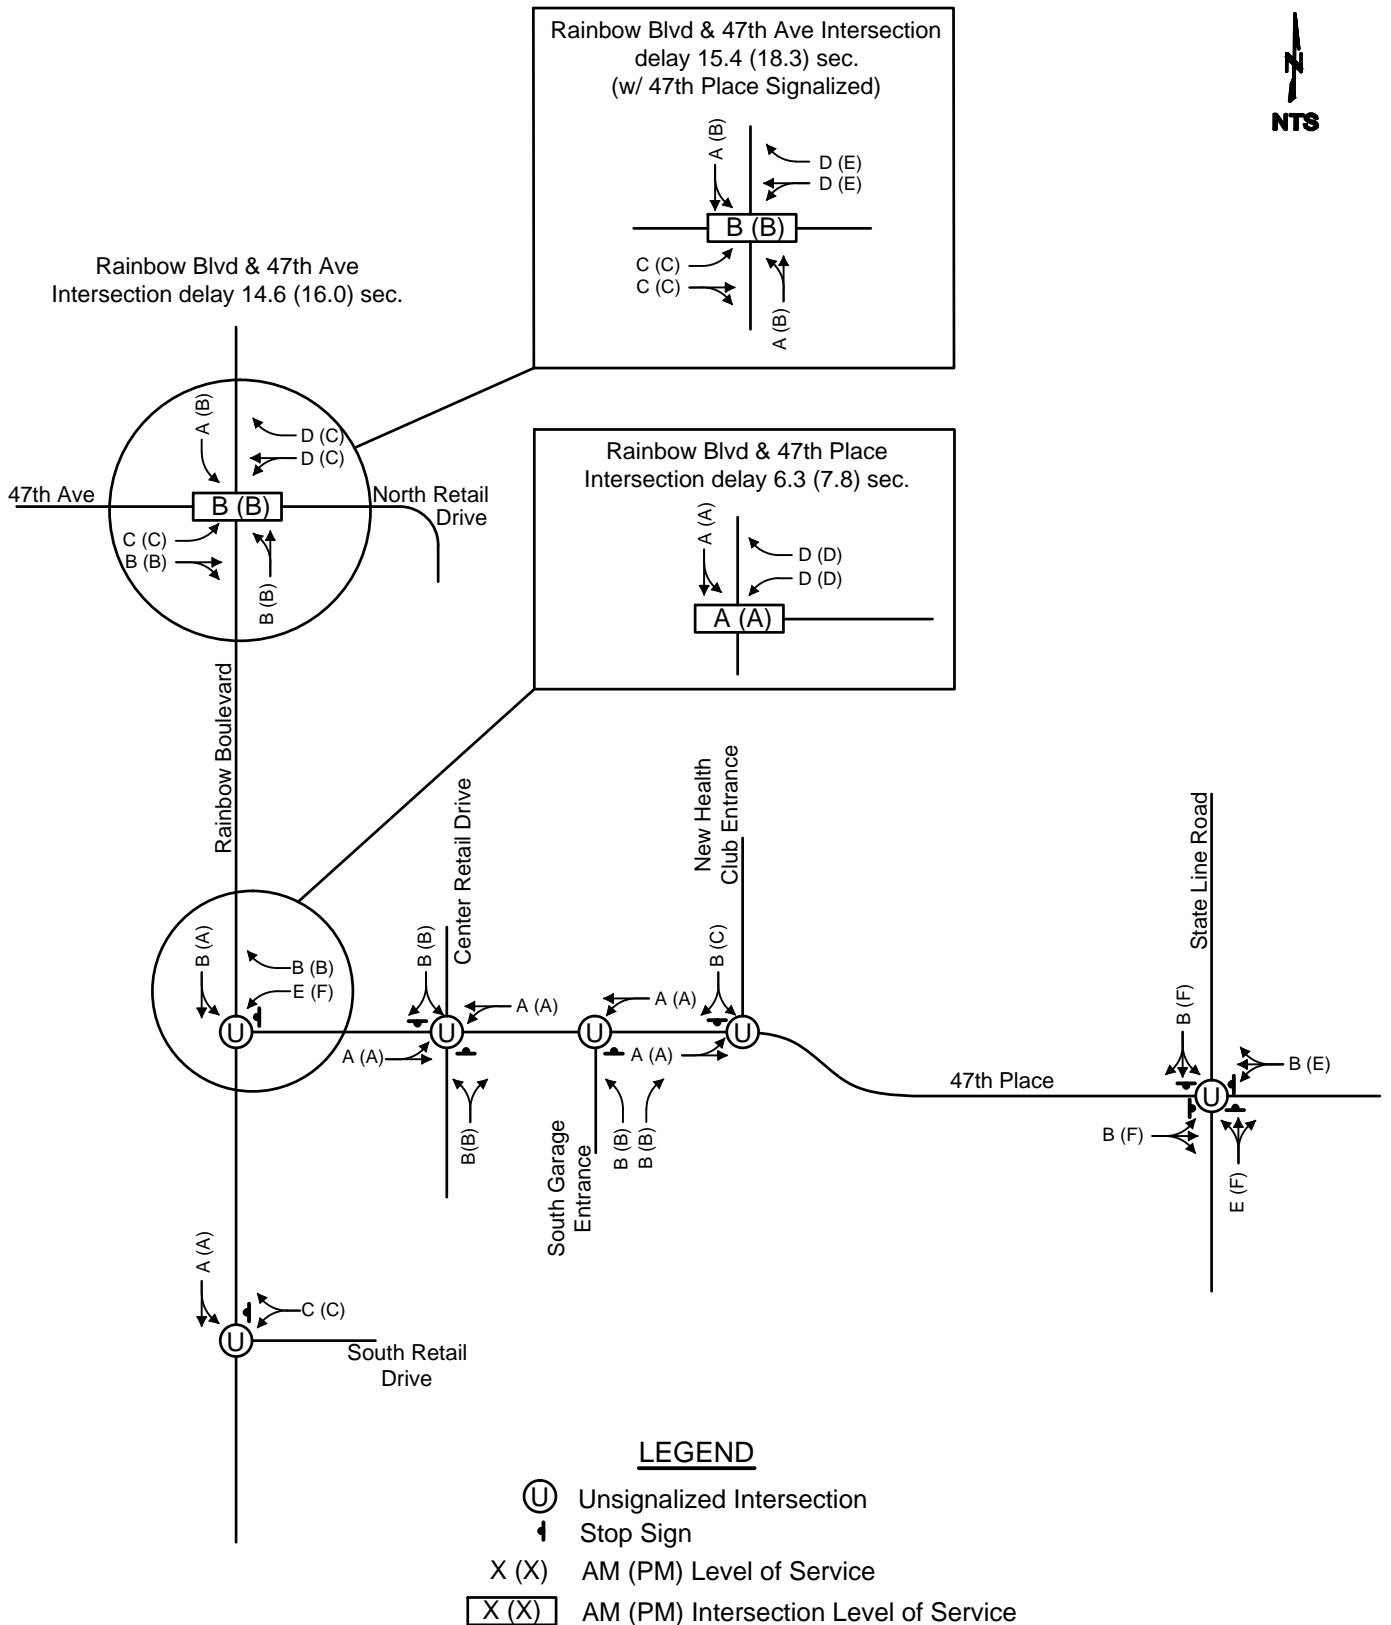 Rainbow Blvd & 47th Ave Intersection
delay 15.4 (18.3) sec.
(w/ 47th Place Signalized)
N
NTS
A (B)
D (E)
D (E)
B (B)
C (C)
C (C)
A (B)
Rainbow Blvd & 47th Ave
Intersection delay 14.6 (16.0) sec.
A (B)
D (C)
D (C)
47th Ave
B (B)
North Retail
Drive
C (C)
B (B)
B (B)
Rainbow Blvd & 47th Place
Intersection delay 6.3 (7.8) sec.
A (A)
D (D)
D (D)
A (A)
Rainbow Boulevard
B (A)
B (B)
E (F)
U
Center Retail Drive
B (B)
A (A)
U
A (A)
B(B)
A (A)
U
South Garage
Entrance
B (B)
B (B)
New Health
Club Entrance
B (C)
A (A)
U
47th Place
State Line Road
B (F)
B (E)
U
B (F)
E (F)
A (A)
C (C)
U
South Retail
Drive
LEGEND
U Unsignalized Intersection
Stop Sign
X (X) AM (PM) Level of Service
X (X) AM (PM) Intersection Level of Service